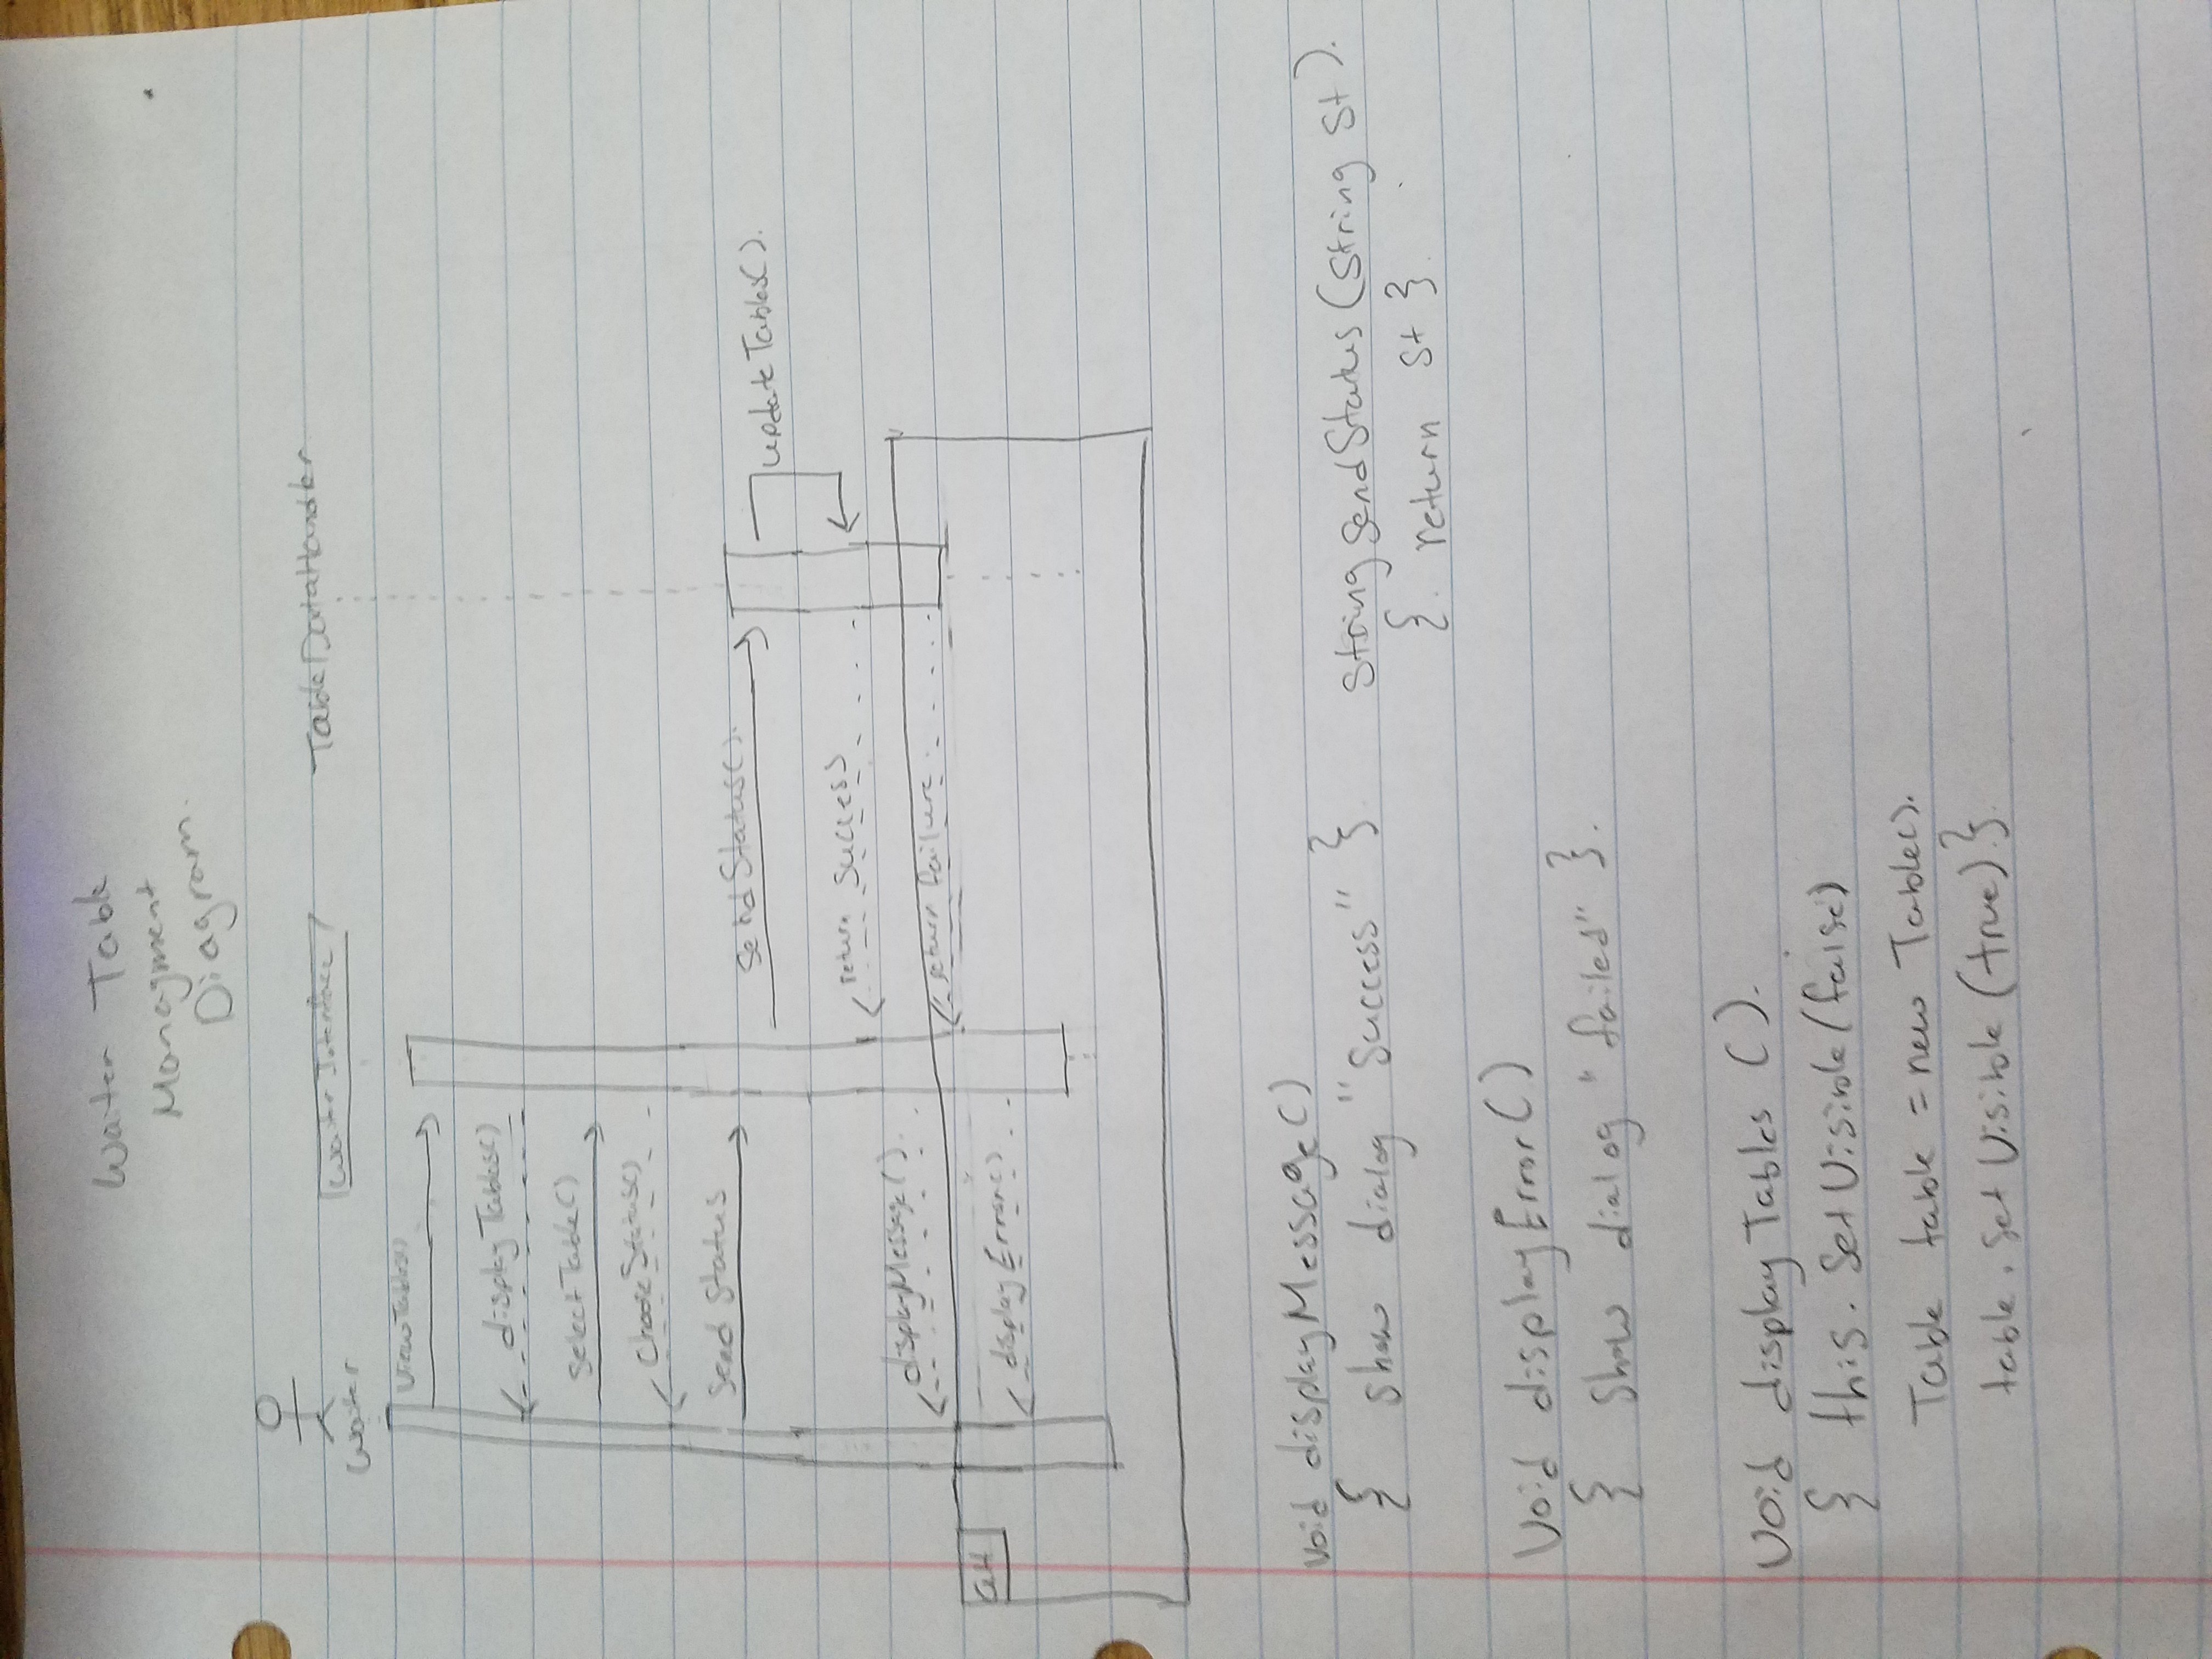 Waiter Table
Managment
Diagram.
Waiter
Waiter Interface
TableDataHandler
ViewTables()
displayTables()
SelectTable()
ChooseStatus()
Send Status
SendStatus().
updateTables().
return Success
displayMessage().
return failure
alt
displayError()
void displayMessage()
{ show dialog "Success" }
String sendStatus (String St).
{. return St }.
Void displayError()
{ Show dialog "failed" }.
Void displayTables ().
{ this. SetVisible (false)
Table table = new Table().
table. Set Visible (true) }.